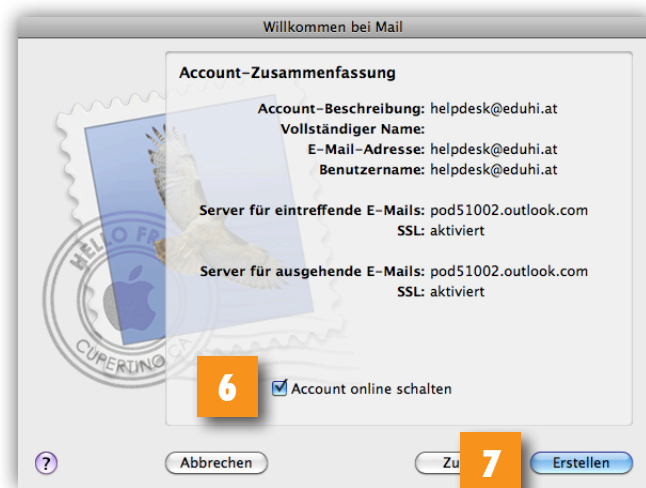 Willkommen bei Mail
Account-Zusammenfassung
Account-Beschreibung: helpdesk@eduhi.at
Vollständiger Name:
E-Mail-Adresse: helpdesk@eduhi.at
Benutzername: helpdesk@eduhi.at
Server für eintreffende E-Mails: pod51002.outlook.com
SSL: aktiviert
Server für ausgehende E-Mails: pod51002.outlook.com
SSL: aktiviert
HELLO FR
CUPERTINO CA
6
Account online schalten
?
Abbrechen
Zu
7
Erstellen